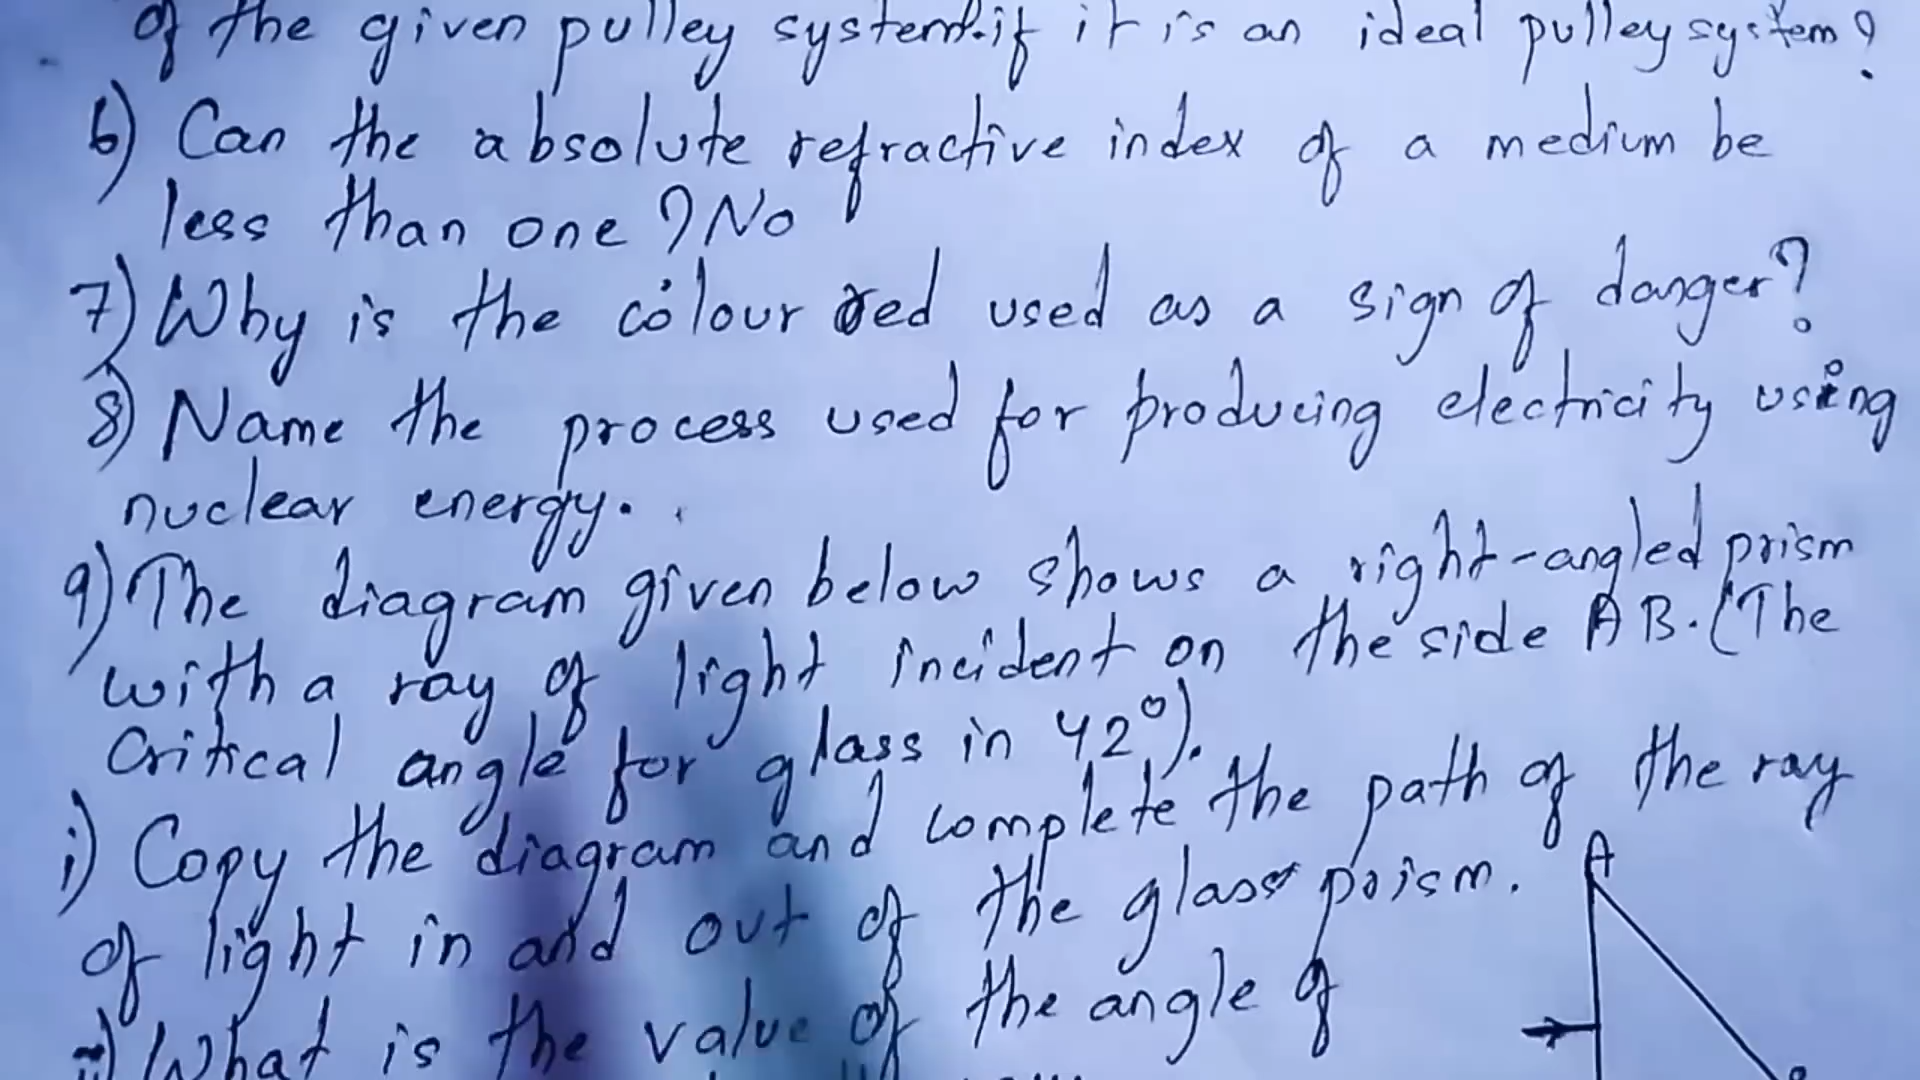 of the given pulley system.if it is an ideal pulley system?
6) Can the absolute refractive index of a medium be
less than one? No
7) Why is the colour red used as a sign of danger?
8) Name the process used for producing electricity using
nuclear energy.
9) The diagram given below shows a right-angled prism
with a ray of light incident on the side AB. (The
Critical angle for glass in 42°).
i) Copy the diagram and complete the path of the ray
of light in and out of the glass prism.
A
ii) What is the value of the angle of